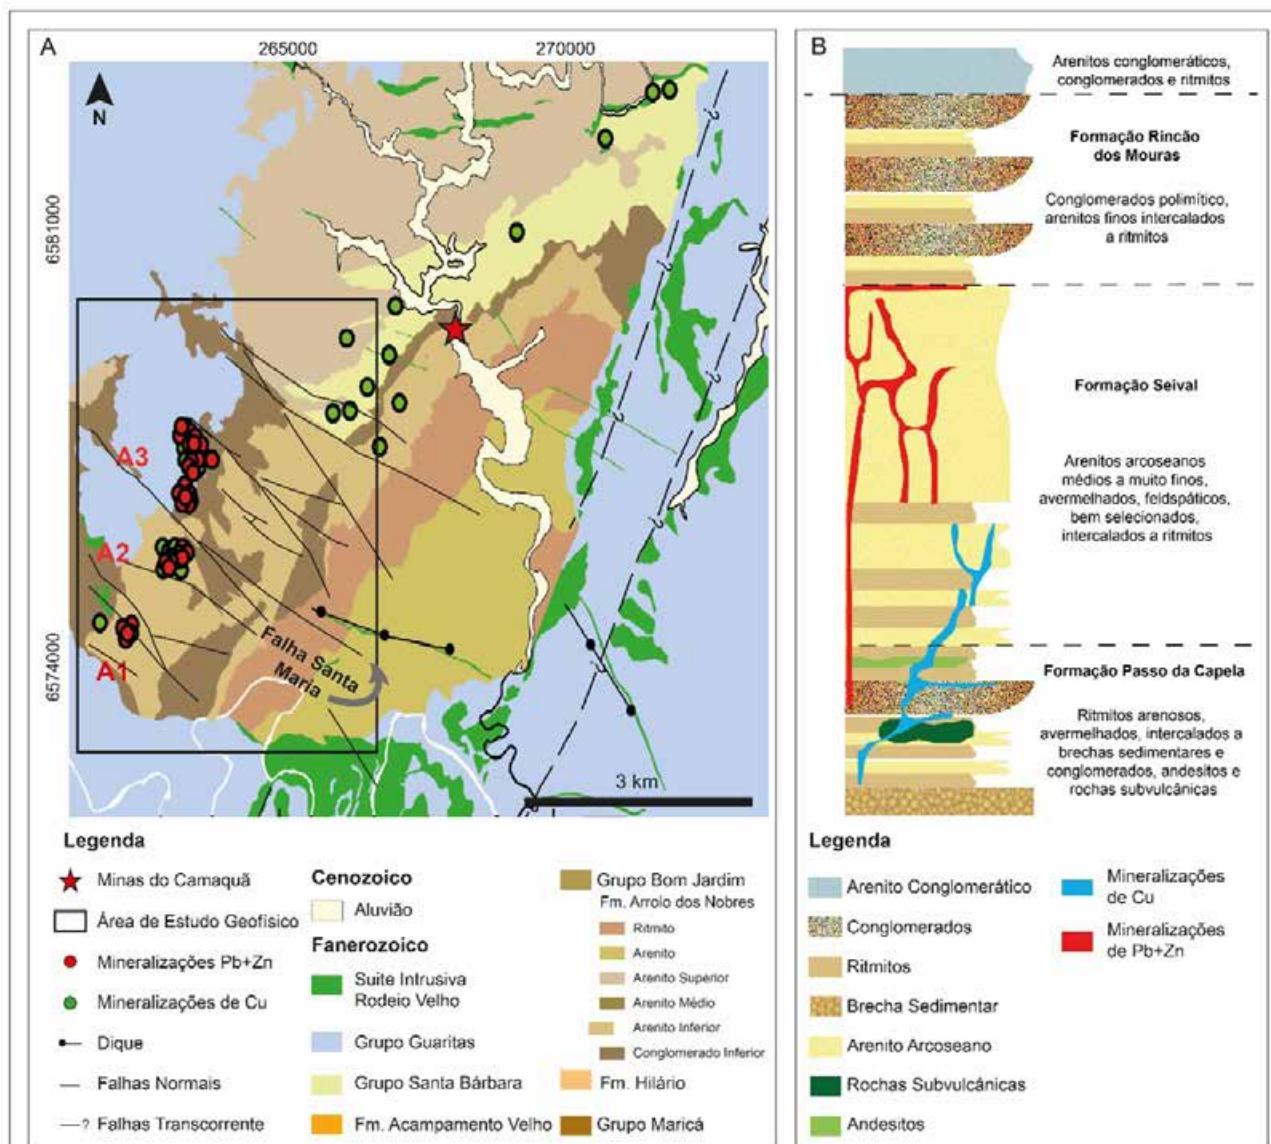 A
265000
270000
N
6581000
6574000
A3
A2
A1
Falha Santa
Maria
?
?
?
?
?
3 km
Legenda
Minas do Camaquã
Área de Estudo Geofísico
Mineralizações Pb+Zn
Mineralizações de Cu
Dique
Falhas Normais
?
Falhas Transcorrente
Cenozoico
Aluvião
Fanerozoico
Suite Intrusiva
Rodeio Velho
Grupo Guaritas
Grupo Santa Bárbara
Fm. Acampamento Velho
Grupo Bom Jardim
Fm. Arroio dos Nobres
Ritmito
Arenito
Arenito Superior
Arenito Médio
Arenito Inferior
Conglomerado Inferior
Fm. Hilário
Grupo Maricá
B
Arenitos conglomeráticos,
conglomerados e ritmitos
Formação Rincão
dos Mouras
Conglomerados polimítico,
arenitos finos intercalados
a ritmitos
Formação Seival
Arenitos arcoseanos
médios a muito finos,
avermelhados, feldspáticos,
bem selecionados,
intercalados a ritmitos
Formação Passo da Capela
Ritmitos arenosos,
avermelhados, intercalados a
brechas sedimentares e
conglomerados, andesitos e
rochas subvulcânicas
Legenda
Arenito Conglomerático
Conglomerados
Ritmitos
Brecha Sedimentar
Arenito Arcoseano
Rochas Subvulcânicas
Andesitos
Mineralizações
de Cu
Mineralizações
de Pb+Zn